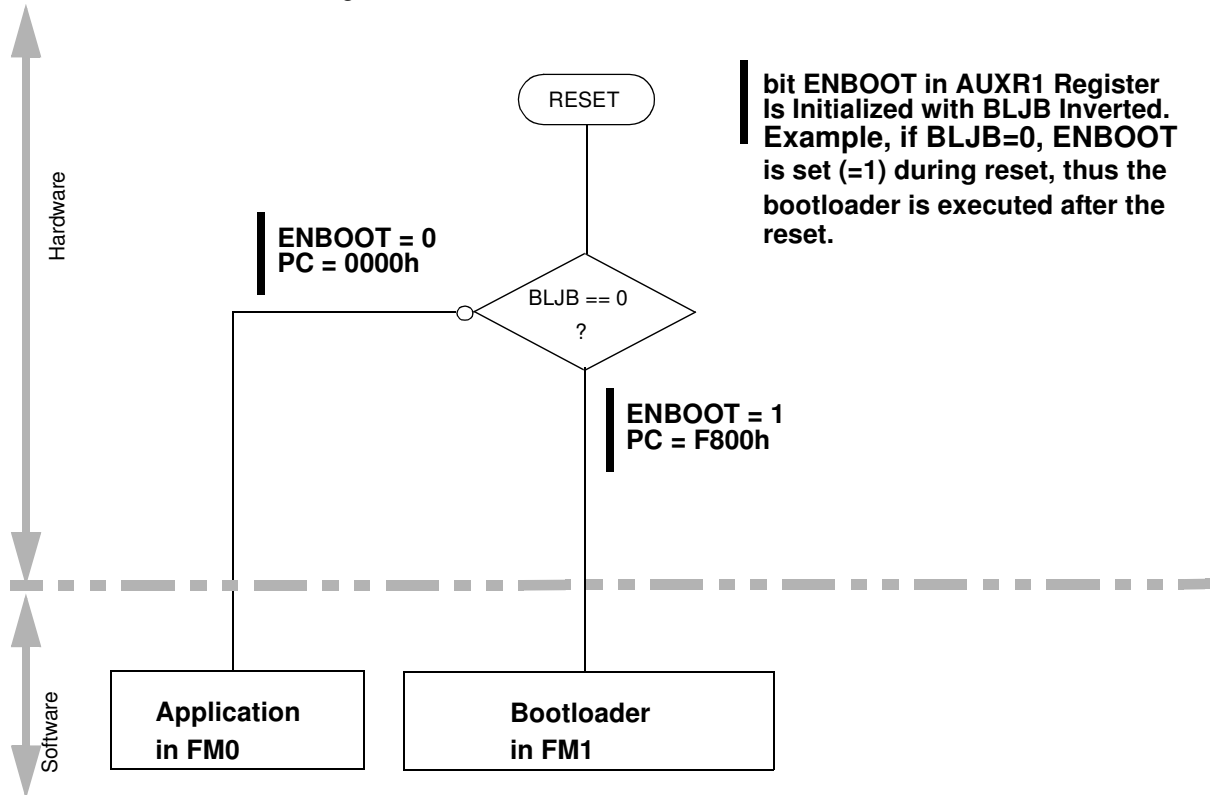 RESET
bit ENBOOT in AUXR1 Register
Is Initialized with BLJB Inverted.
Example, if BLJB=0, ENBOOT
is set (=1) during reset, thus the
bootloader is executed after the
reset.
Hardware
ENBOOT = 0
PC = 0000h
BLJB == 0
?
ENBOOT = 1
PC = F800h
Software
Application
in FM0
Bootloader
in FM1